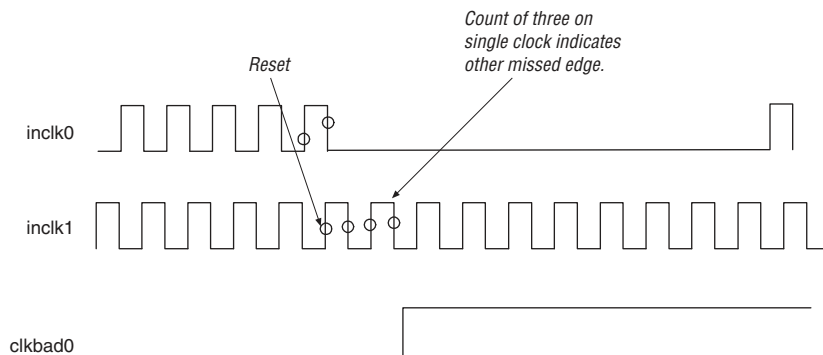 Count of three on
single clock indicates
other missed edge.
Reset
inclk0
inclk1
clkbad0